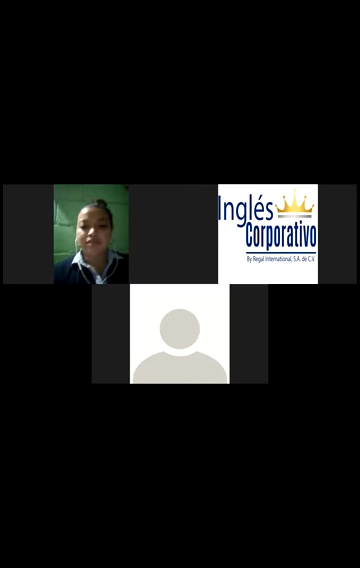 Inglés
Corporativo
By Regal International, S.A. de C.V.